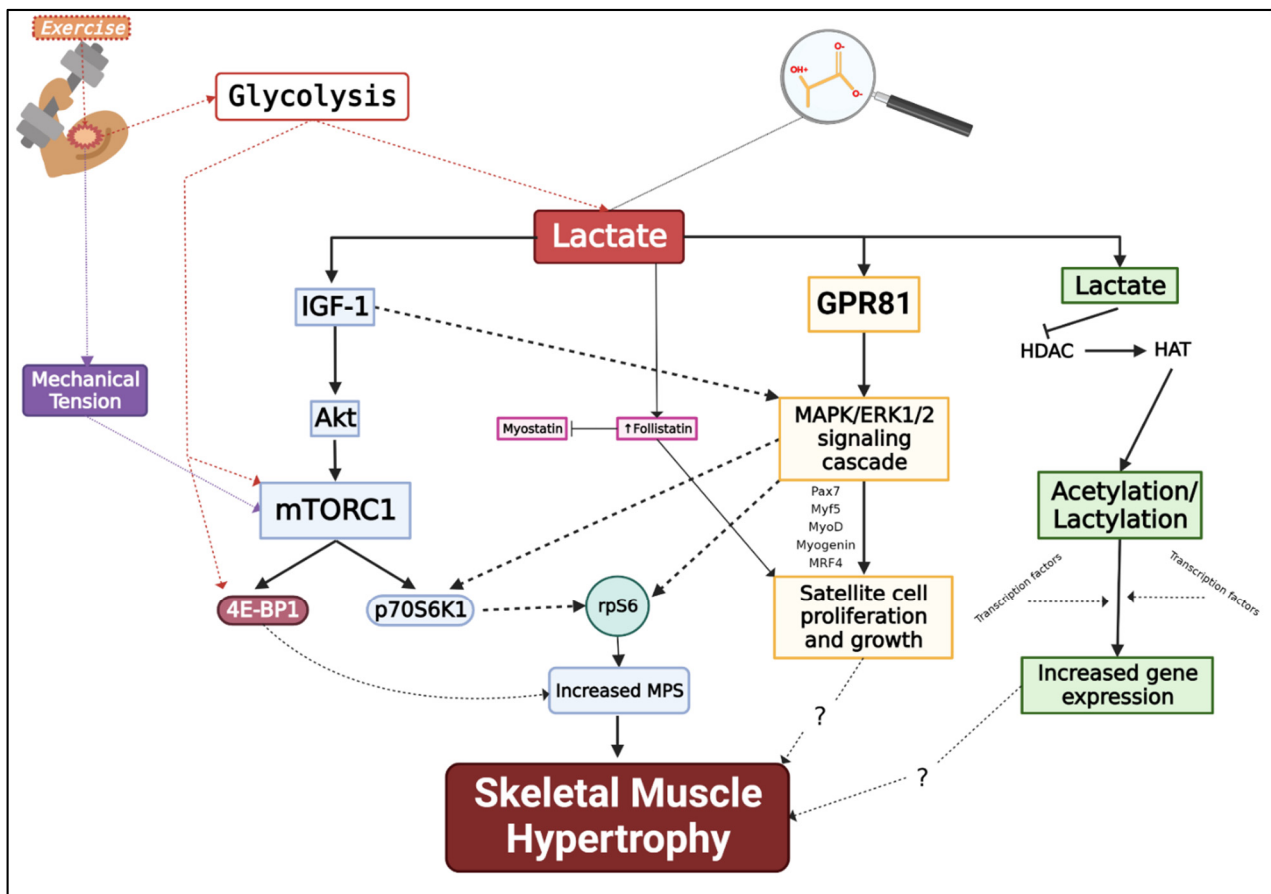 Exercise
Glycolysis
OH+
O-
O-
Lactate
IGF-1
GPR81
Lactate
HDAC
HAT
Mechanical
Tension
Akt
Myostatin
↑Follistatin
MAPK/ERK1/2
signaling
cascade
mTORC1
Pax7
Myf5
MyoD
Myogenin
MRF4
Acetylation/
Lactylation
Transcription factors
Transcription factors
4E-BP1
p70S6K1
rpS6
Satellite cell
proliferation
and growth
Increased MPS
Increased gene
expression
?
?
Skeletal Muscle
Hypertrophy